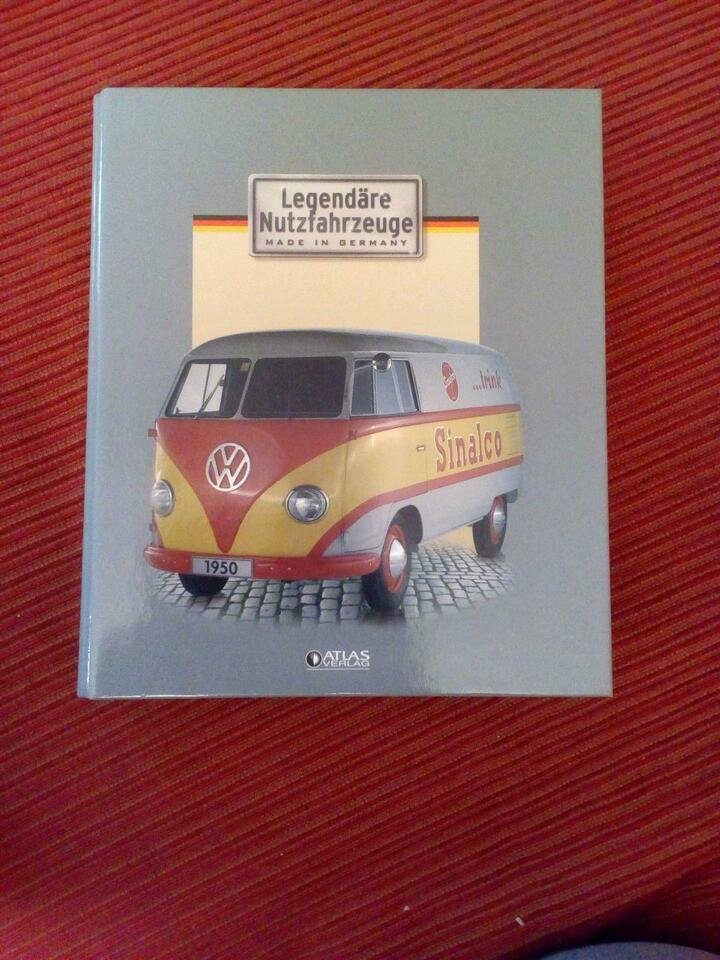 Legendäre
Nutzfahrzeuge
MADE IN GERMANY
...trink
Sinalco
1950
ATLAS
VERLAG